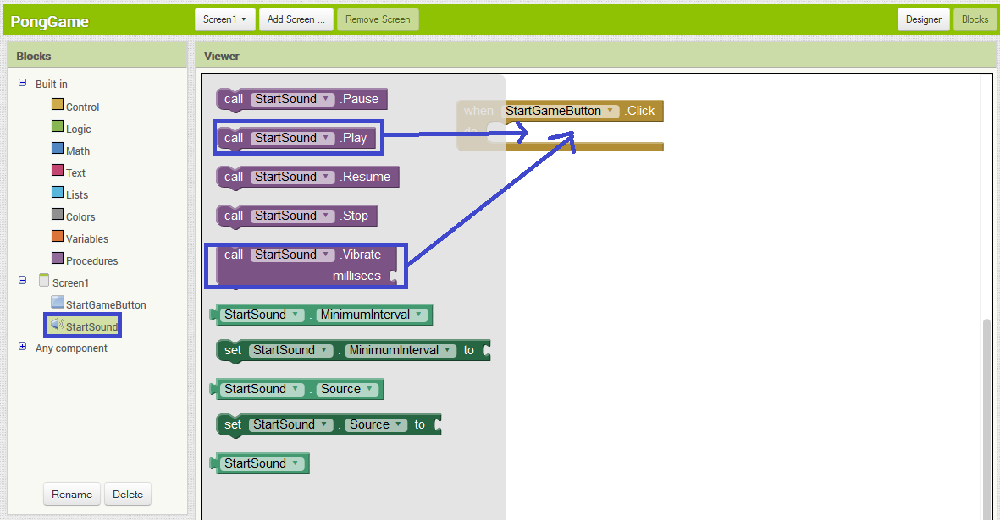 PongGame
Screen1 Add Screen ... Remove Screen
Designer Blocks
Blocks
Built-in
Control
Logic
Math
Text
Lists
Colors
Variables
Procedures
Screen1
StartGameButton
StartSound
Any component
Rename Delete
Viewer
call StartSound .Pause
call StartSound .Play
call StartSound .Resume
call StartSound .Stop
call StartSound .Vibrate
millisecs
StartSound . MinimumInterval
set StartSound . MinimumInterval to
StartSound . Source
set StartSound . Source to
StartSound
when StartGameButton .Click
do